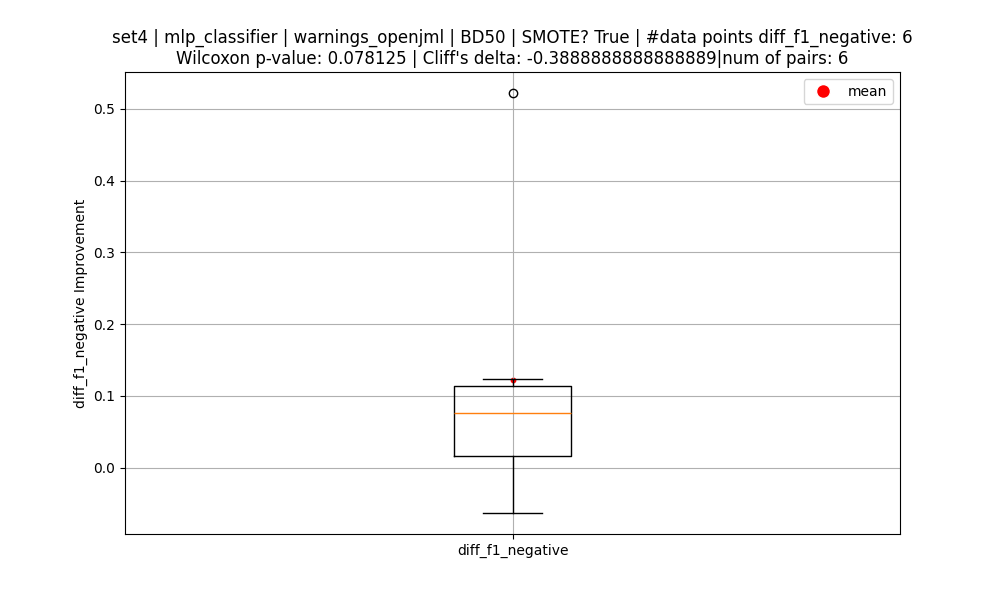 set4 | mlp_classifier | warnings_openjml | BD50 | SMOTE? True | #data points diff_f1_negative: 6
Wilcoxon p-value: 0.078125 | Cliff's delta: -0.3888888888888889|num of pairs: 6
mean
0.5
0.4
0.3
0.2
0.1
0.0
diff_f1_negative Improvement
diff_f1_negative